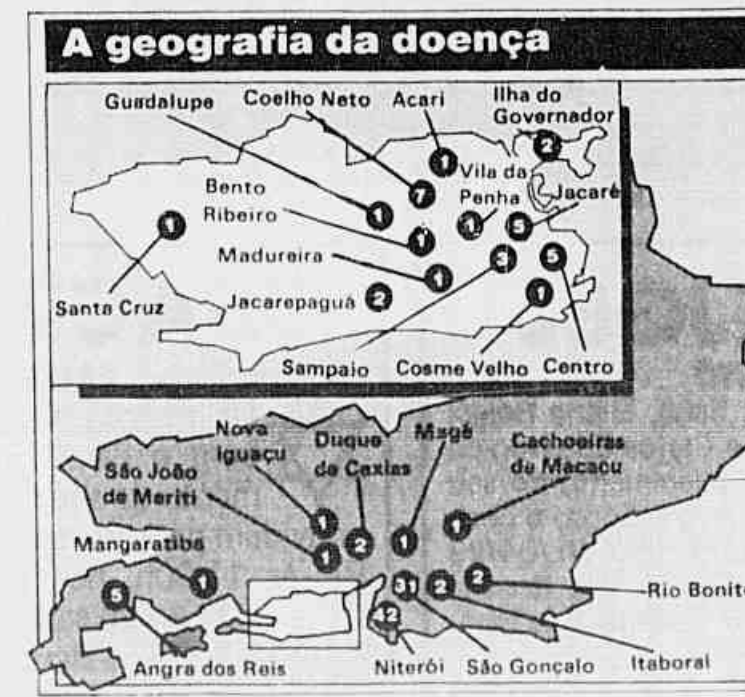 A geografia da doença
Guadalupe
Coelho Neto
Acari
Ilha do
Governador
2
1
Vila da
Penha
Jacaré
7
Bento
Ribeiro
1
1
1
5
1
Madureira
3
5
1
Santa Cruz
Jacarepaguá
2
1
Sampaio
Cosme Velho
Centro
Nova
Iguaçu
Duque
de Caxias
Magé
Cachoeiras
de Macacu
São João
de Meriti
1
2
1
1
1
Mangaratiba
5
1
31
2
2
Rio Bonito
2
Angra dos Reis
Niterói
São Gonçalo
Itaboraí